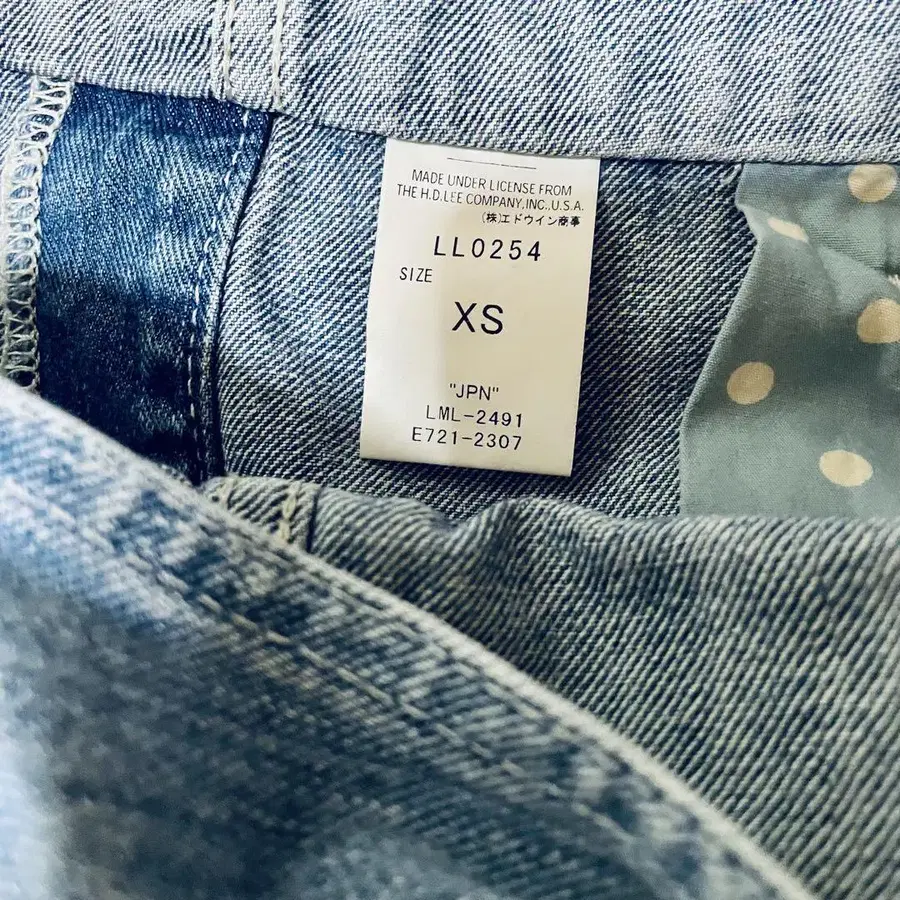 MADE UNDER LICENSE FROM
THE H.D.LEE COMPANY,INC.,U.S.A.
(株)エドウイン商事
LL0254
SIZE
XS
"JPN"
LML-2491
E721-2307